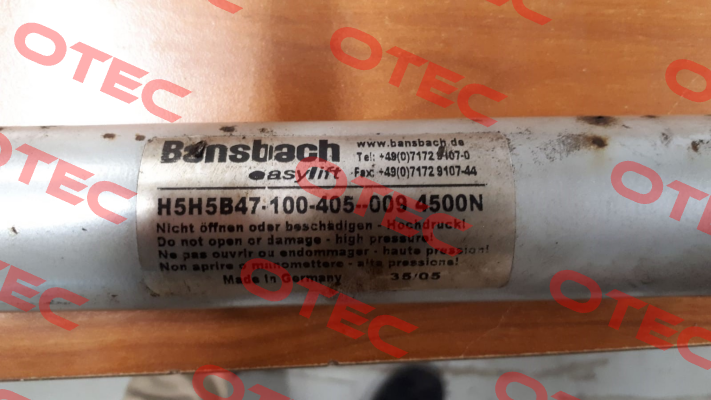 Bansbach
easylift
www.bansbach.de
Tel: +49(0)7172 9107-0
Fax: +49(0)7172 9107-44
H5H5B47-100-405--009 4500N
Nicht öffnen oder beschädigen - Hochdruck!
Do not open or damage - high pressure!
Ne pas ouvrir ou endommager - haute pression!
Non aprire o manomettere - alta pressione!
Made in Germany 35/05
OTEC
OTEC
OTEC
OTEC
OTEC
OTEC
OTEC
OTEC
OTEC